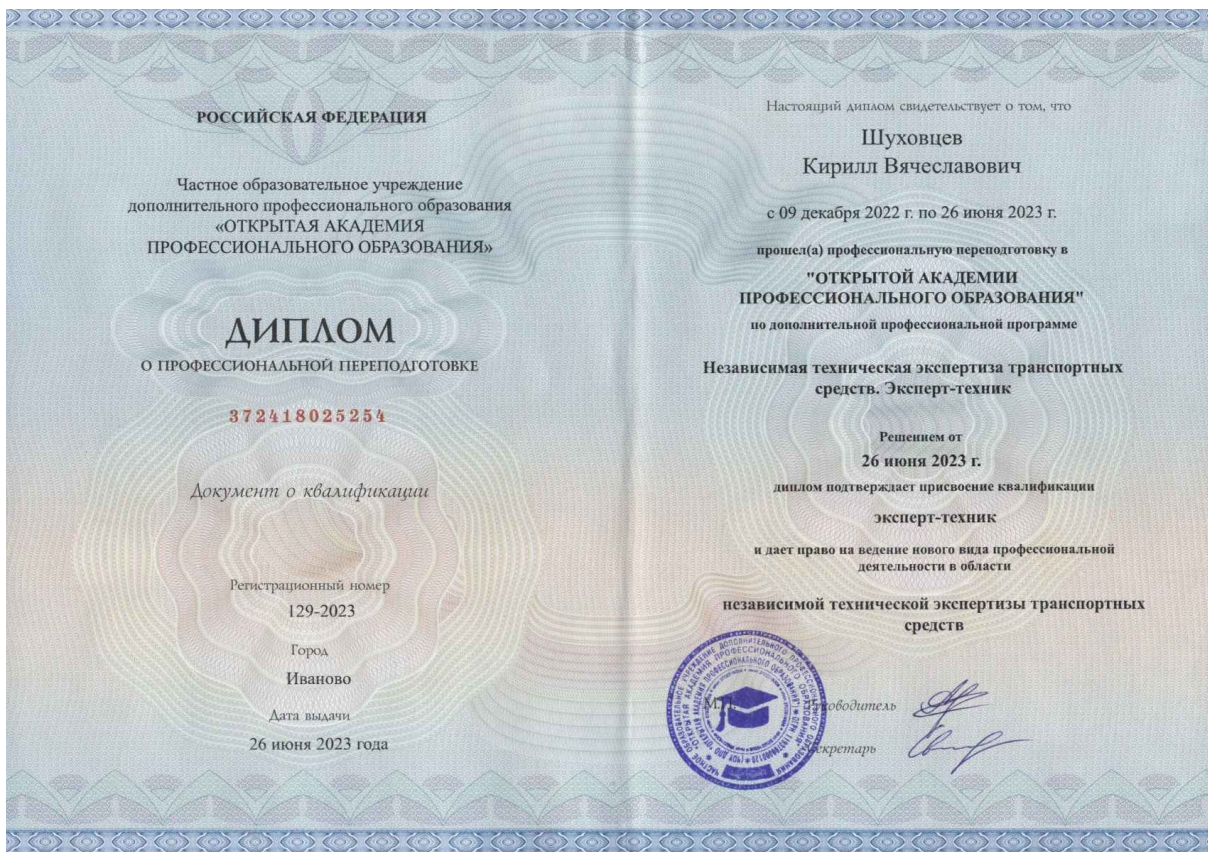 РОССИЙСКАЯ ФЕДЕРАЦИЯ
Частное образовательное учреждение
дополнительного профессионального образования
«ОТКРЫТАЯ АКАДЕМИЯ
ПРОФЕССИОНАЛЬНОГО ОБРАЗОВАНИЯ»
ДИПЛОМ
О ПРОФЕССИОНАЛЬНОЙ ПЕРЕПОДГОТОВКЕ
372418025254
Документ о квалификации
Регистрационный номер
129-2023
Город
Иваново
Дата выдачи
26 июня 2023 года
Настоящий диплом свидетельствует о том, что
Шуховцев
Кирилл Вячеславович
с 09 декабря 2022 г. по 26 июня 2023 г.
прошел(а) профессиональную переподготовку в
"ОТКРЫТОЙ АКАДЕМИИ
ПРОФЕССИОНАЛЬНОГО ОБРАЗОВАНИЯ"
по дополнительной профессиональной программе
Независимая техническая экспертиза транспортных
средств. Эксперт-техник
Решением от
26 июня 2023 г.
диплом подтверждает присвоение квалификации
эксперт-техник
и дает право на ведение нового вида профессиональной
деятельности в области
независимой технической экспертизы транспортных
средств
М.П.
Руководитель
Секретарь